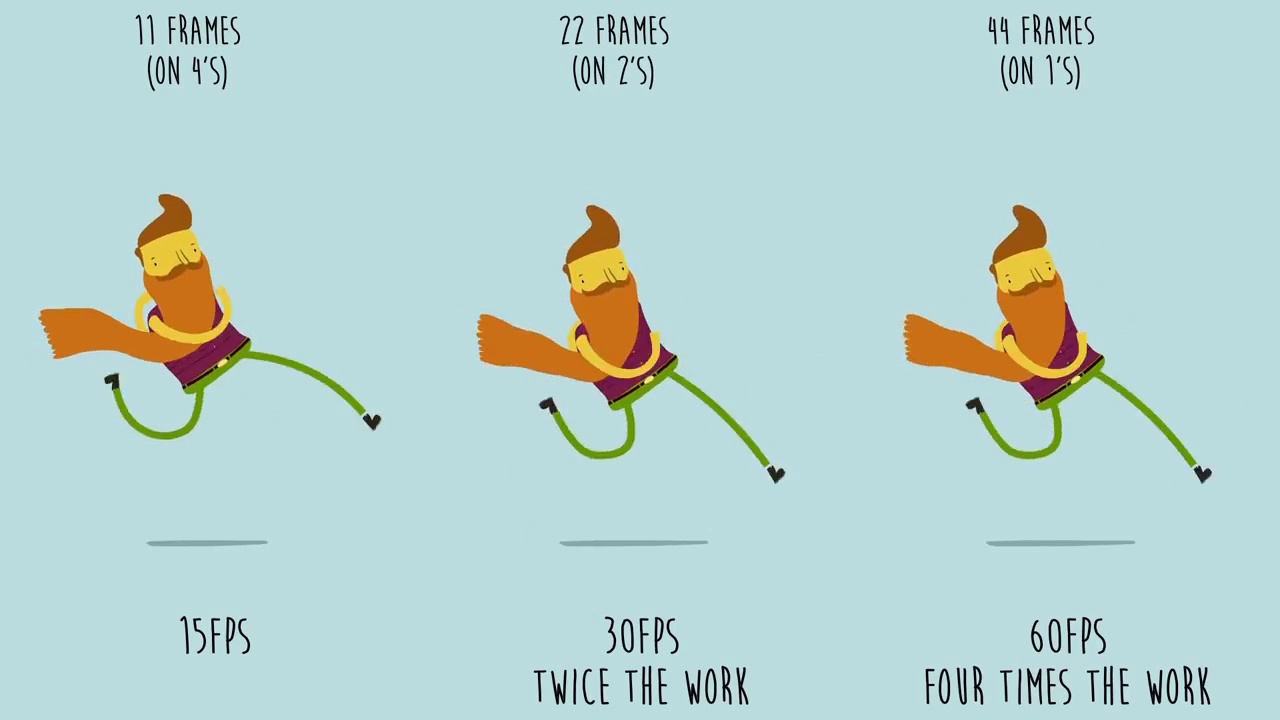 11 FRAMES
(ON 4'S)
22 FRAMES
(ON 2'S)
44 FRAMES
(ON 1'S)
15FPS
30FPS
TWICE THE WORK
60FPS
FOUR TIMES THE WORK